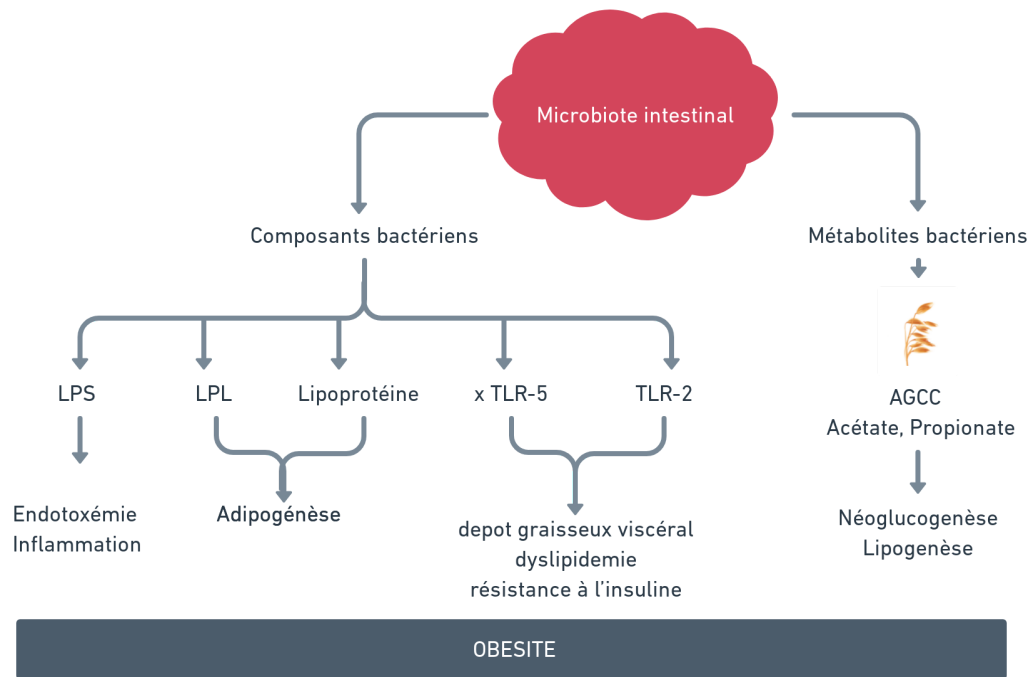 Microbiote intestinal
Composants bactériens
Métabolites bactériens
LPS
LPL
Lipoprotéine
x TLR-5
TLR-2
AGCC
Acétate, Propionate
Endotoxémie
Inflammation
Adipogénèse
depot graisseux viscéral
dyslipidemie
résistance à l'insuline
Néoglucogenèse
Lipogenèse
OBESITE